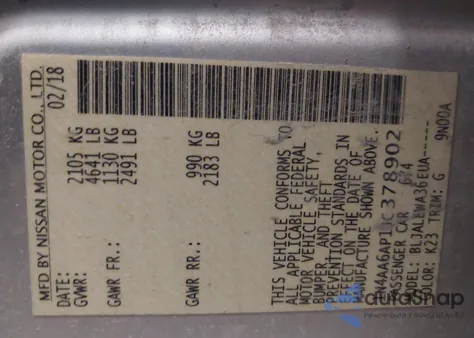 MFD BY NISSAN MOTOR CO., LTD.
DATE: 02/18
GVWR: 2105 KG
4641 LB
GAWR FR.: 1130 KG
2491 LB
GAWR RR.: 990 KG
2183 LB
THIS VEHICLE CONFORMS TO
ALL APPLICABLE FEDERAL
MOTOR VEHICLE SAFETY,
BUMPER, AND THEFT
PREVENTION STANDARDS IN
EFFECT ON THE DATE OF
MANUFACTURE SHOWN ABOVE.
PASSENGER CAR 674
MODEL: BLJALEWA36EUA-----
COLOR: K23 TRIM: G 9N00A
autoSnap